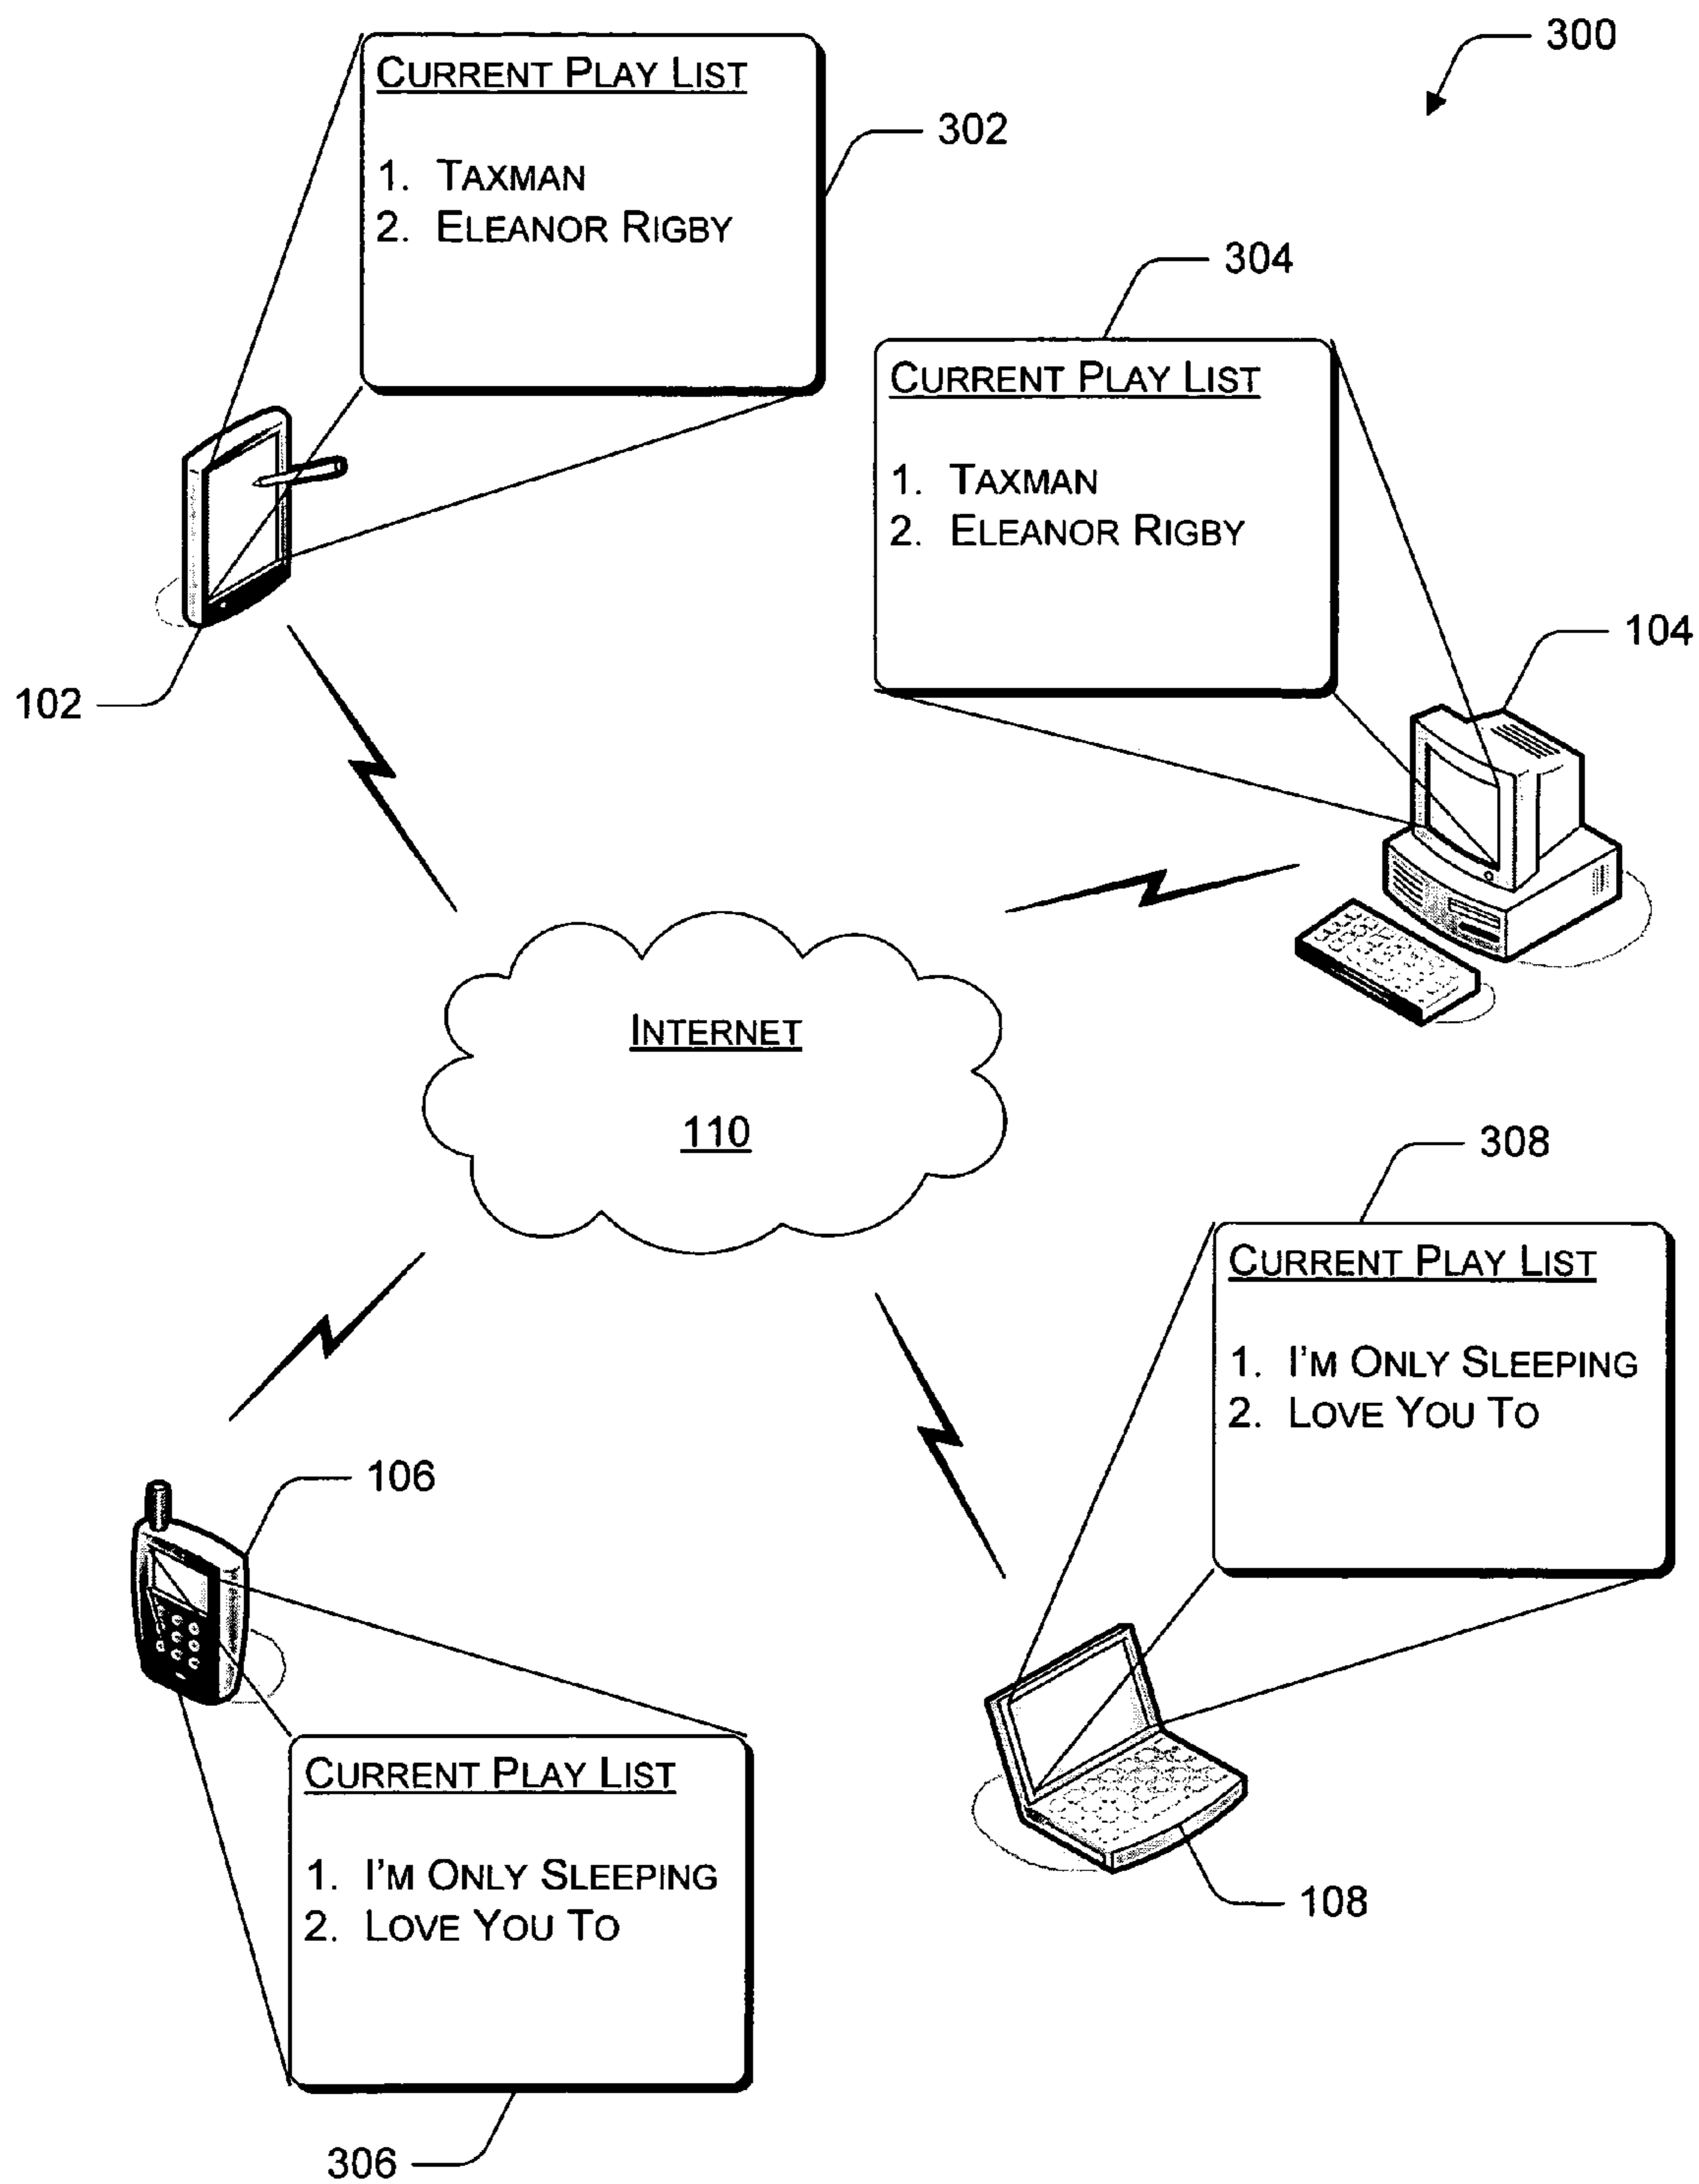 300
CURRENT PLAY LIST
1. TAXMAN
2. ELEANOR RIGBY
302
304
CURRENT PLAY LIST
1. TAXMAN
2. ELEANOR RIGBY
104
102
INTERNET
110
308
CURRENT PLAY LIST
1. I'M ONLY SLEEPING
2. LOVE YOU TO
106
108
CURRENT PLAY LIST
1. I'M ONLY SLEEPING
2. LOVE YOU TO
306